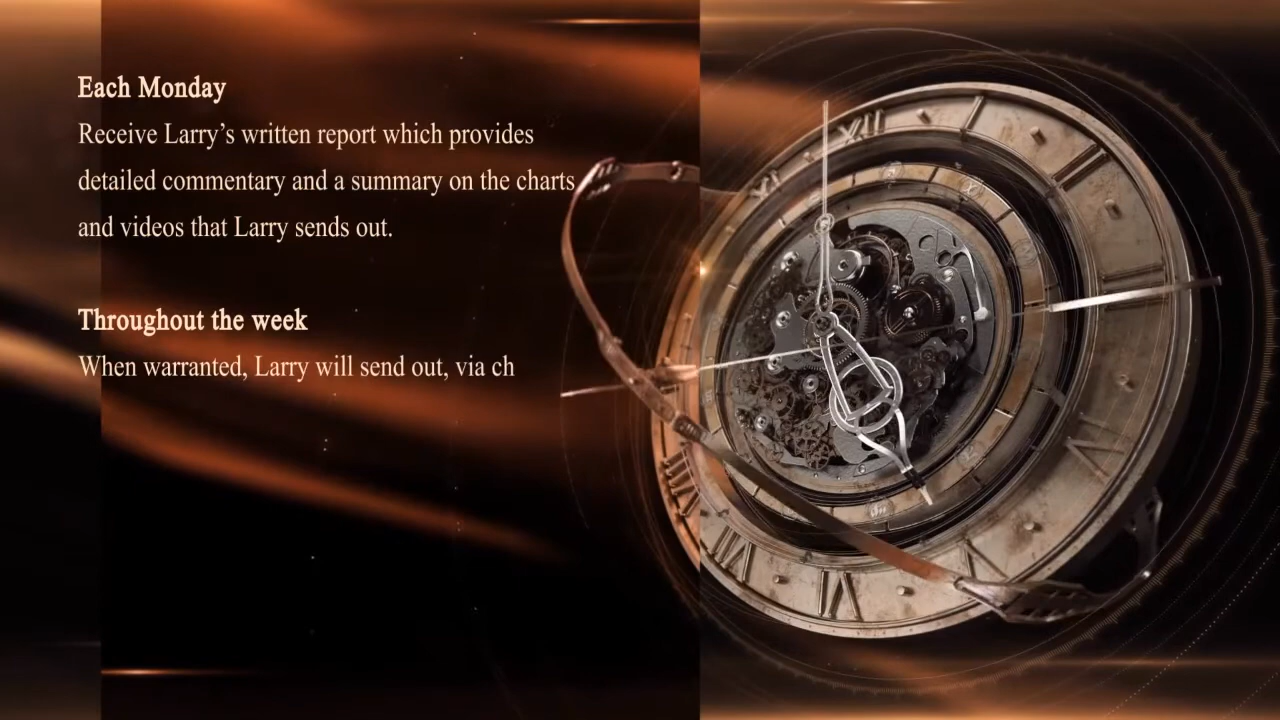 Each Monday
Receive Larry’s written report which provides
detailed commentary and a summary on the charts
and videos that Larry sends out.
Throughout the week
When warranted, Larry will send out, via ch